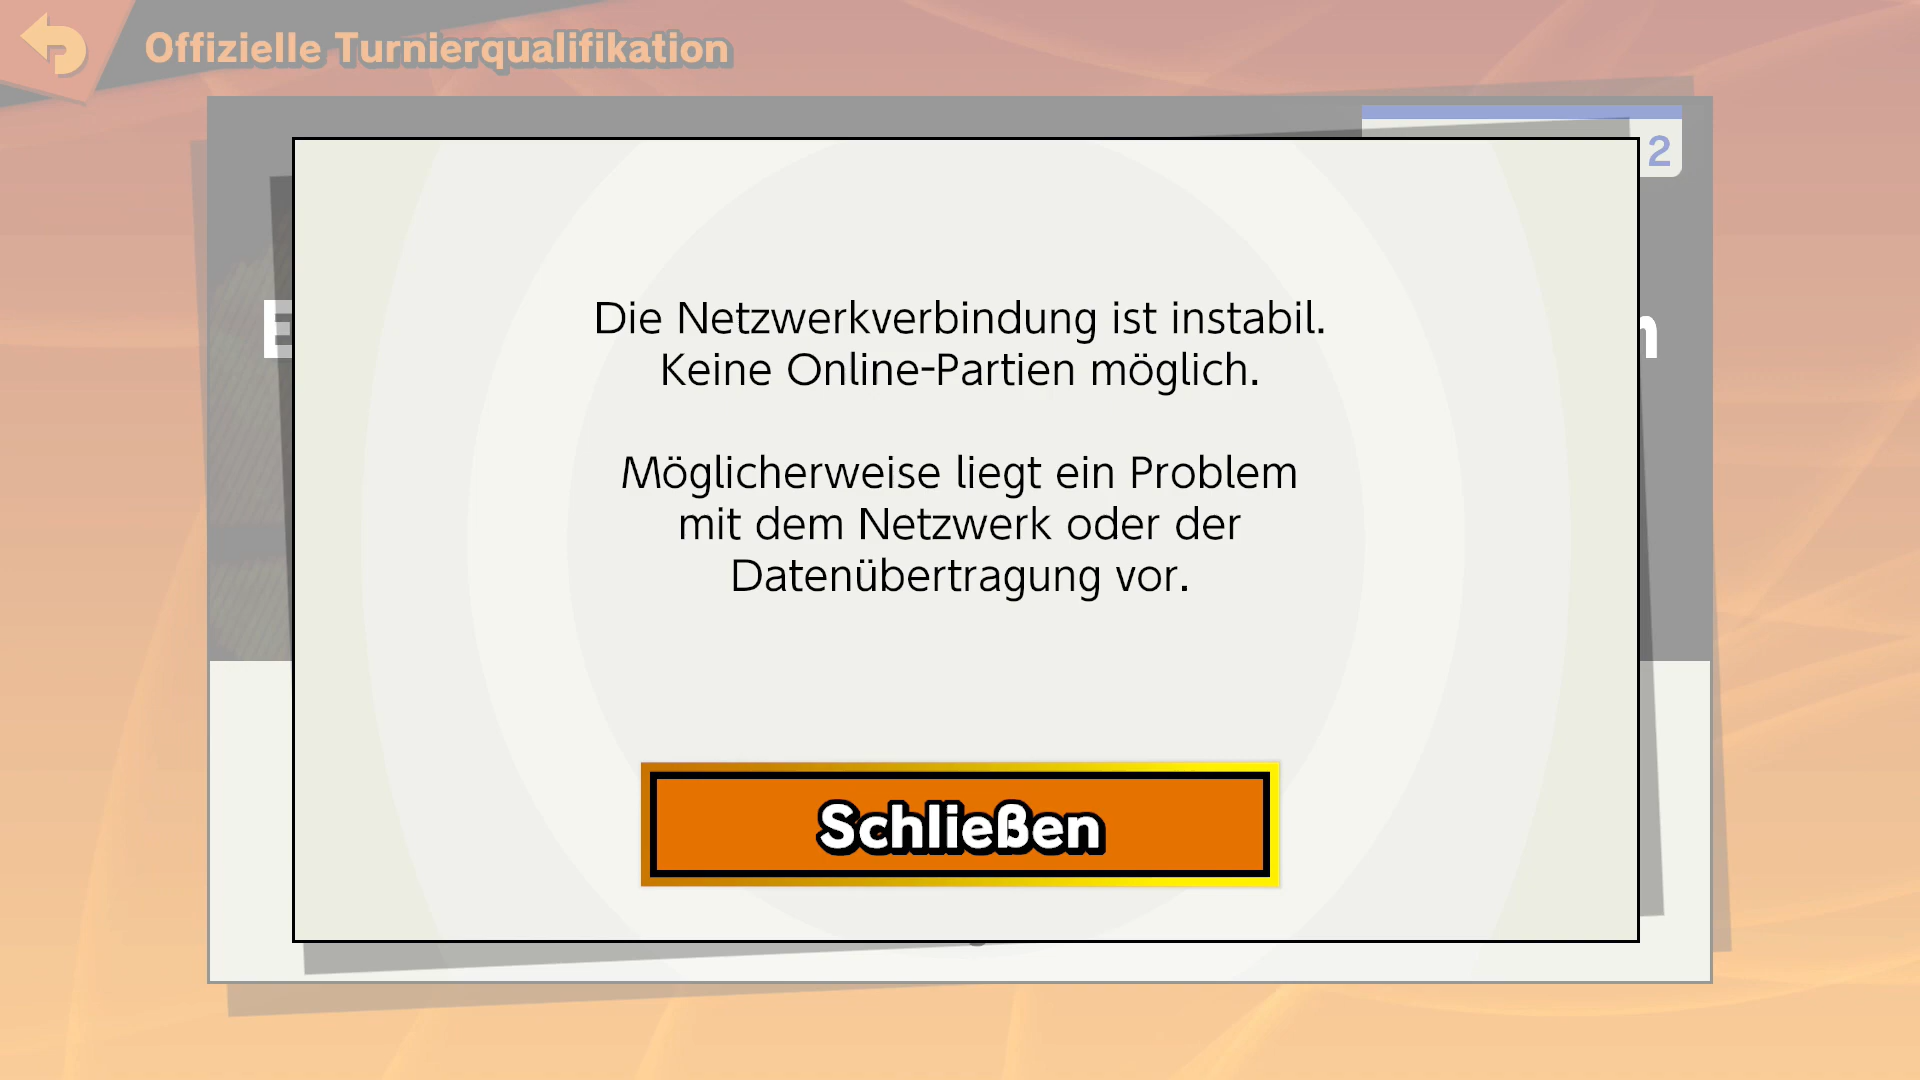 Offizielle Turnierqualifikation
2
Die Netzwerkverbindung ist instabil.
Keine Online-Partien möglich.
Möglicherweise liegt ein Problem
mit dem Netzwerk oder der
Datenübertragung vor.
Schließen